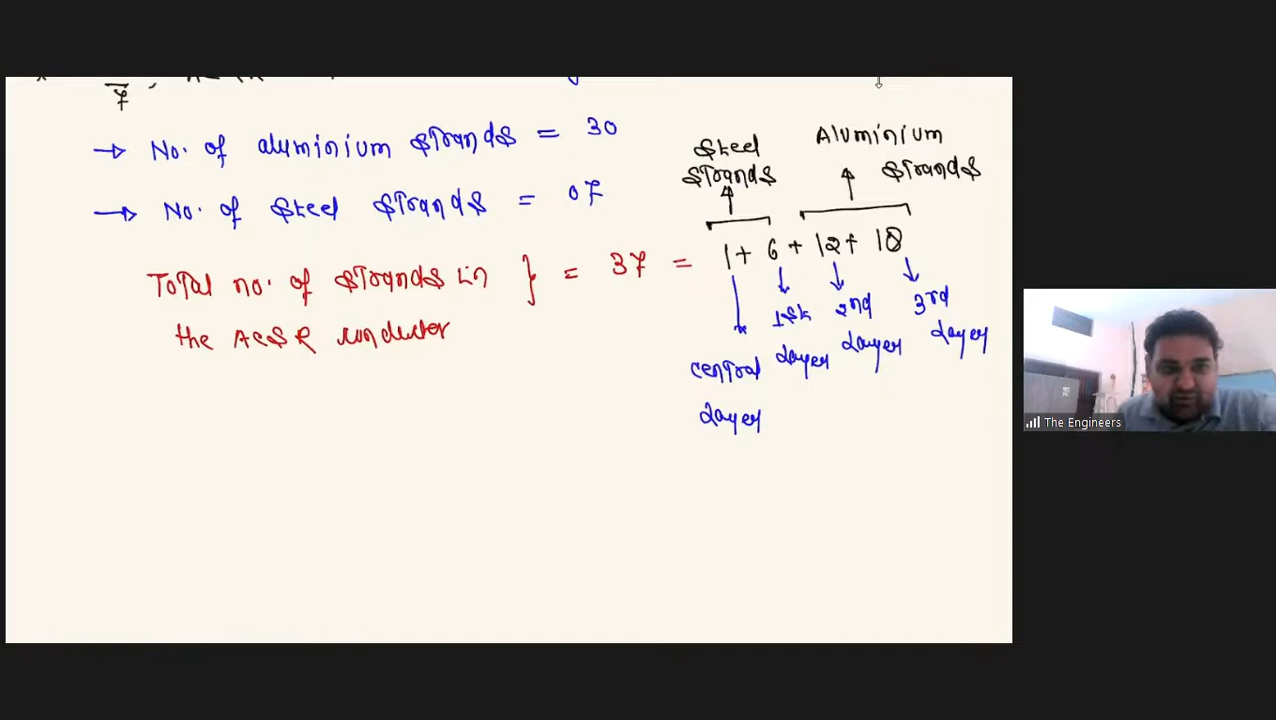 7
→ No. of aluminium strands = 30
→ No. of steel strands = 07
Steel
strands
Aluminium
strands
Total no. of strands in } = 37 = 1 + 6 + 12 + 18
the ACSR conductor
central
layer
1st
layer
2nd
layer
3rd
layer
The Engineers